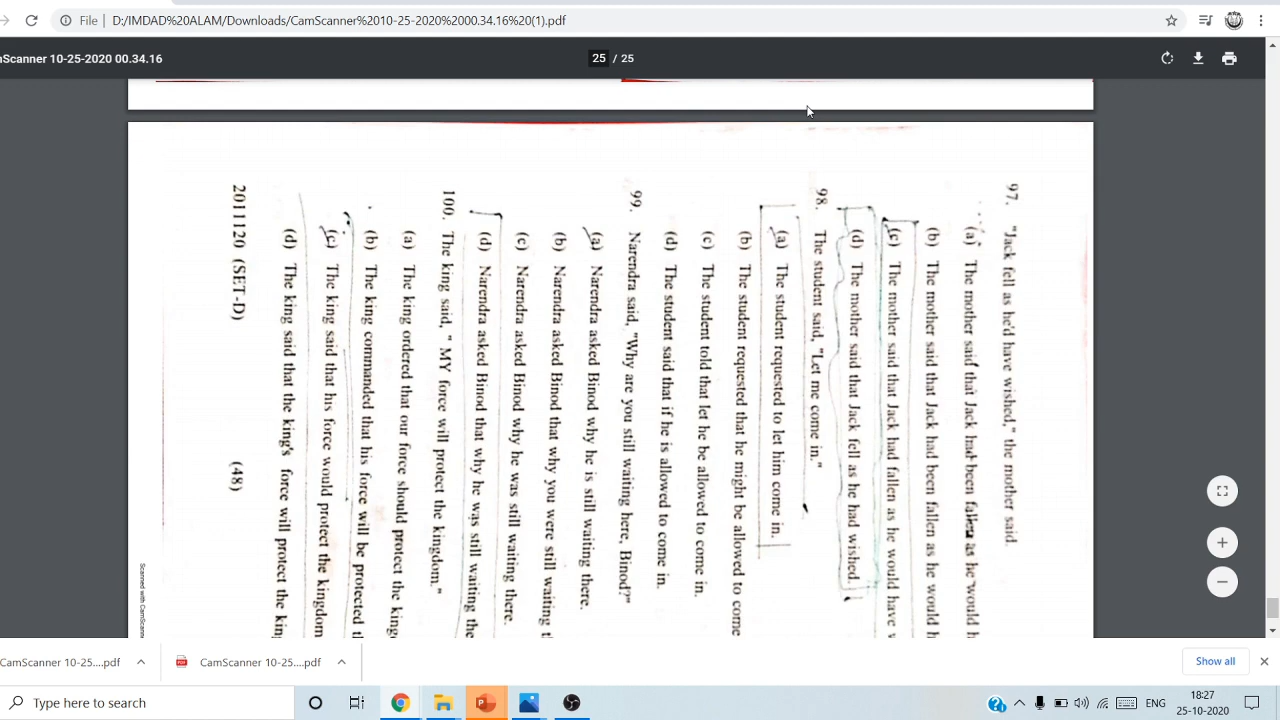 File | D:/IMDAD%20ALAM/Downloads/CamScanner%2010-25-2020%2000.34.16%20(1).pdf
Scanner 10-25-2020 00.34.16
25 / 25
97. "Jack fell as he'd have wished," the mother said.
(a) The mother said that Jack had been fallen as he would
(b) The mother said that Jack had been fallen as he would
(c) The mother said that Jack had fallen as he would have
(d) The mother said that Jack fell as he had wished.
98. The student said, "Let me come in."
(a) The student requested to let him come in.
(b) The student requested that he might be allowed to come
(c) The student told that let he be allowed to come in.
(d) The student said that if he is allowed to come in.
99. Narendra said, "Why are you still waiting here, Binod?"
(a) Narendra asked Binod why he is still waiting there.
(b) Narendra asked Binod that why you were still waiting
(c) Narendra asked Binod why he was still waiting there.
(d) Narendra asked Binod that why he was still waiting the
100. The king said, " MY force will protect the kingdom."
(a) The king ordered that our force should protect the king
(b) The king commanded that his force will be protected
(c) The king said that his force would protect the kingdom
(d) The king said that the king's force will protect the
2011120 (SET-D) (48)
Scanned with CamScanne
CamScanner 10-25....pdf
CamScanner 10-25....pdf
Show all
Type here to search
ENG
18:27
25-10-2020